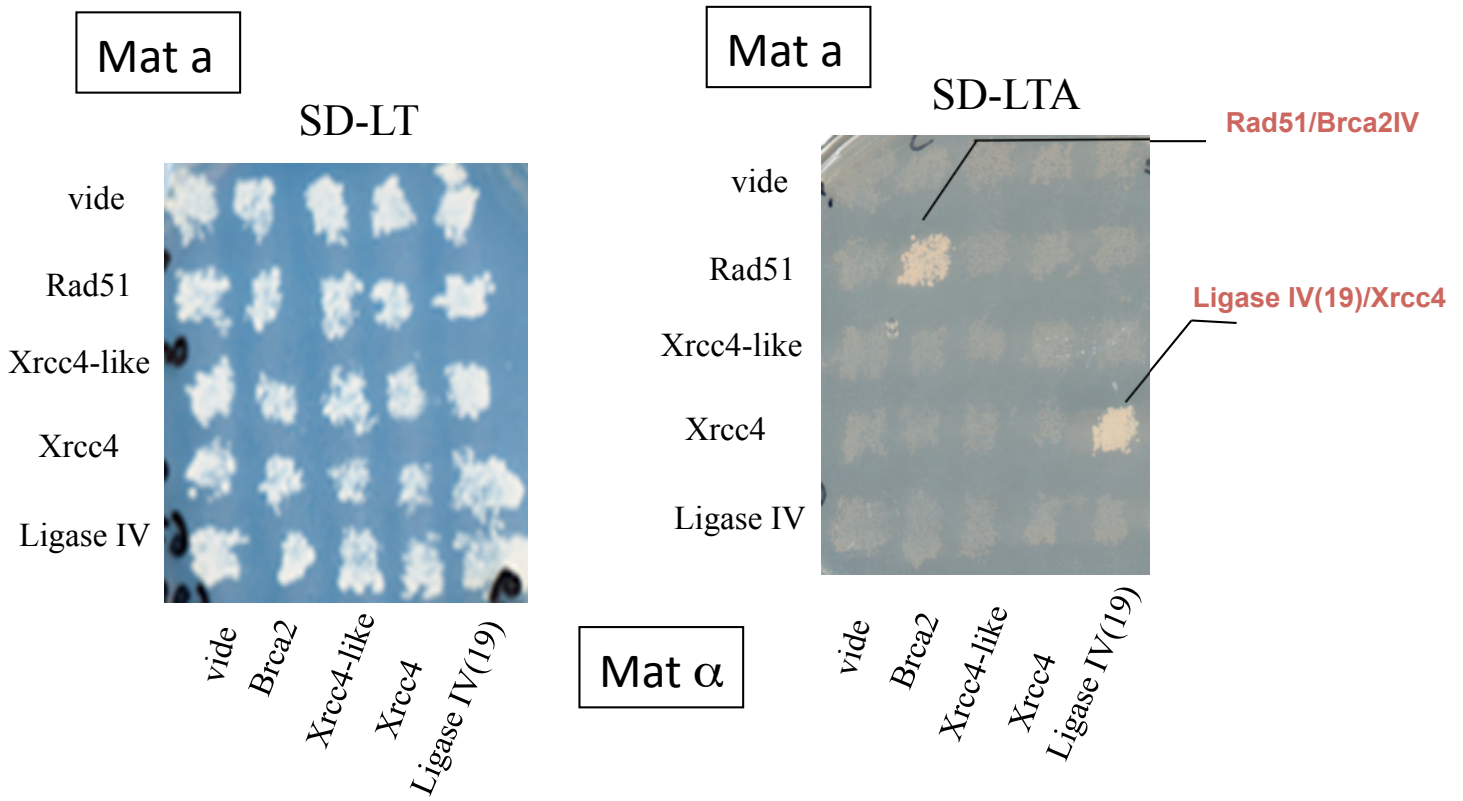 Mat a
SD-LT
vide
Rad51
Xrcc4-like
Xrcc4
Ligase IV
vide
Brca2
Xrcc4-like
Xrcc4
Ligase IV(19)
Mat a
SD-LTA
vide
Rad51
Xrcc4-like
Xrcc4
Ligase IV
vide
Brca2
Xrcc4-like
Xrcc4
Ligase IV(19)
Rad51/Brca2IV
Ligase IV(19)/Xrcc4
Mat α